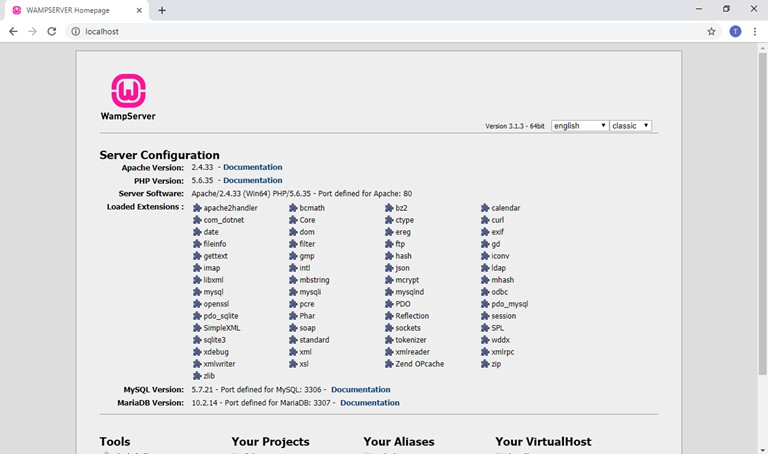 WAMPSERVER Homepage
localhost
T
W
WampServer
Version 3.1.3 - 64bit english classic
Server Configuration
Apache Version: 2.4.33 - Documentation
PHP Version: 5.6.35 - Documentation
Server Software: Apache/2.4.33 (Win64) PHP/5.6.35 - Port defined for Apache: 80
Loaded Extensions : apache2handler bcmath bz2 calendar
com_dotnet Core ctype curl
date dom ereg exif
fileinfo filter ftp gd
gettext gmp hash iconv
imap intl json ldap
libxml mbstring mcrypt mhash
mysql mysqli mysqlnd odbc
openssl pcre PDO pdo_mysql
pdo_sqlite Phar Reflection session
SimpleXML soap sockets SPL
sqlite3 standard tokenizer wddx
xdebug xml xmlreader xmlrpc
xmlwriter xsl Zend OPcache zip
zlib
MySQL Version: 5.7.21 - Port defined for MySQL: 3306 - Documentation
MariaDB Version: 10.2.14 - Port defined for MariaDB: 3307 - Documentation
Tools Your Projects Your Aliases Your VirtualHost